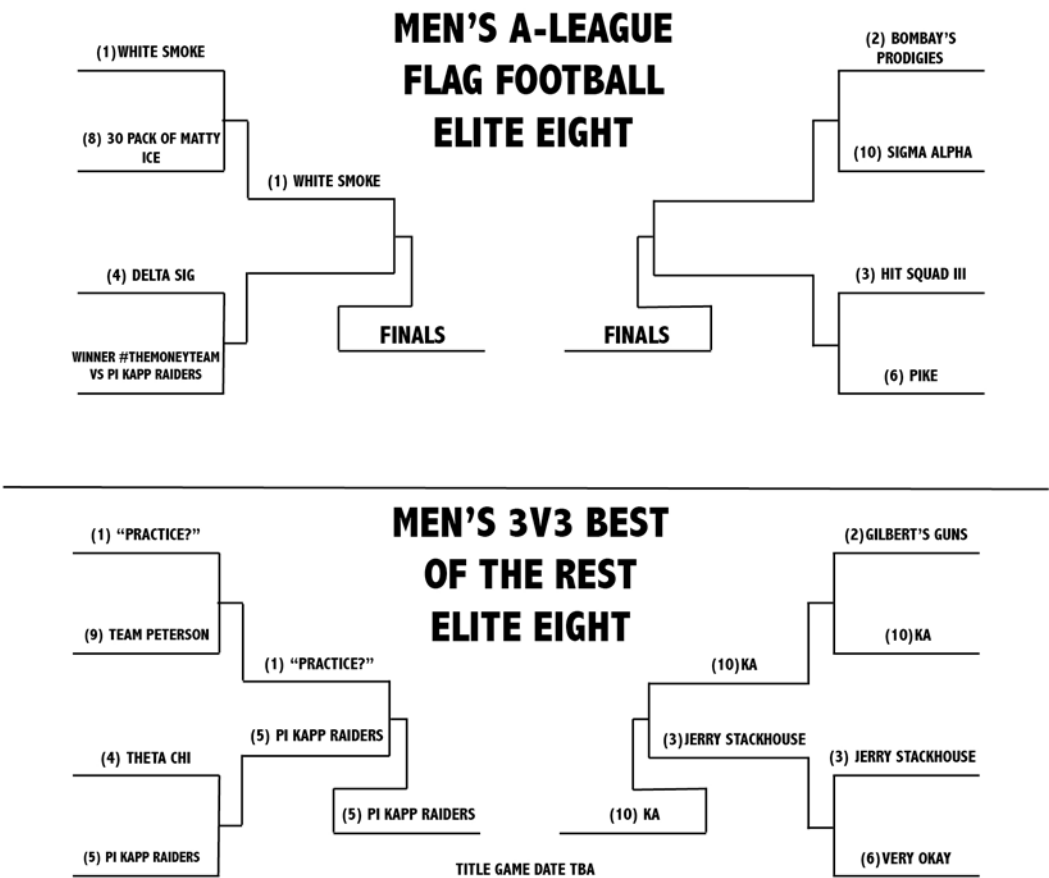 MEN'S A-LEAGUE
FLAG FOOTBALL
ELITE EIGHT
(1)WHITE SMOKE
(8) 30 PACK OF MATTY
ICE
(1) WHITE SMOKE
(4) DELTA SIG
WINNER #THEMONEYTEAM
VS PI KAPP RAIDERS
FINALS
(2) BOMBAY'S
PRODIGIES
(10) SIGMA ALPHA
(3) HIT SQUAD III
(6) PIKE
FINALS
MEN'S 3V3 BEST
OF THE REST
ELITE EIGHT
(1) “PRACTICE?”
(9) TEAM PETERSON
(1) “PRACTICE?”
(5) PI KAPP RAIDERS
(4) THETA CHI
(5) PI KAPP RAIDERS
(5) PI KAPP RAIDERS
(2)GILBERT'S GUNS
(10)KA
(10)KA
(3)JERRY STACKHOUSE
(3) JERRY STACKHOUSE
(6)VERY OKAY
(10) KA
TITLE GAME DATE TBA